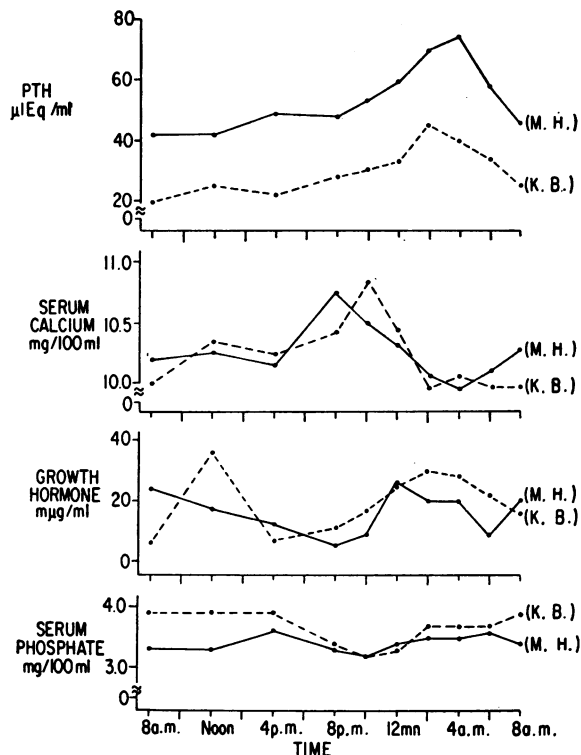 80
PTH
μlEq/ml
60
40
20
0
(M. H.)
(K. B.)
11.0
SERUM
CALCIUM
mg/100ml
10.5
10.0
0
(M. H.)
(K. B.)
40
GROWTH
HORMONE
mμg/ml
20
0
(M. H.)
(K. B.)
4.0
SERUM
PHOSPHATE
mg/100ml
3.0
0
(K. B.)
(M. H.)
8a.m. Noon 4p.m. 8p.m. 12mn 4a.m. 8a.m.
TIME